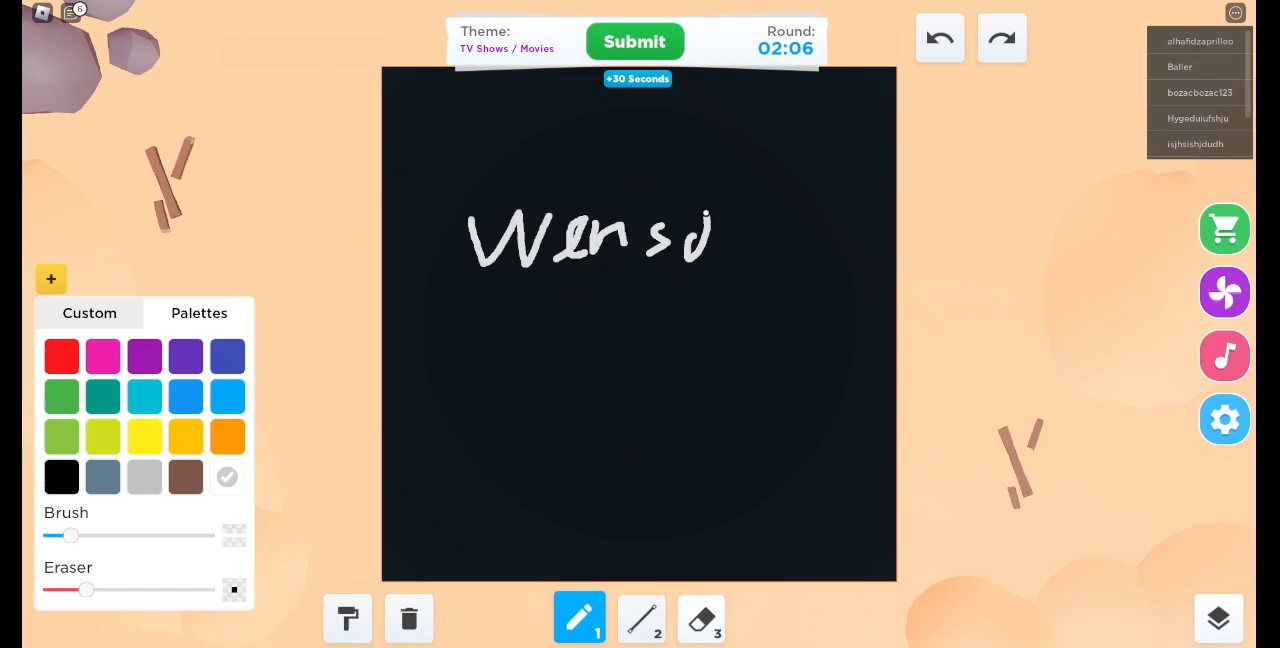 6
Theme:
TV Shows / Movies
Submit
Round:
02:06
+30 Seconds
alhafidzaprilleo
Baller
bozacbozac123
Hygeduiufshju
isjhsishjdudh
Wensd
+
Custom
Palettes
Brush
Eraser
1
2
3